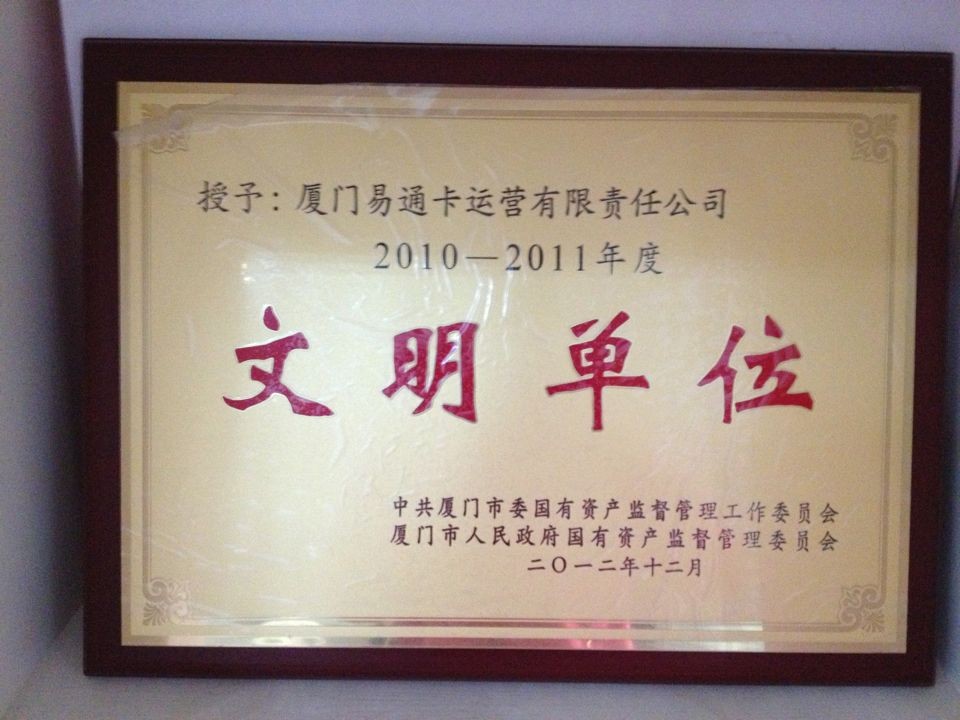 授予：厦门易通卡运营有限责任公司
2010—2011年度
文明单位
中共厦门市委国有资产监督管理工作委员会
厦门市人民政府国有资产监督管理委员会
二〇一二年十二月